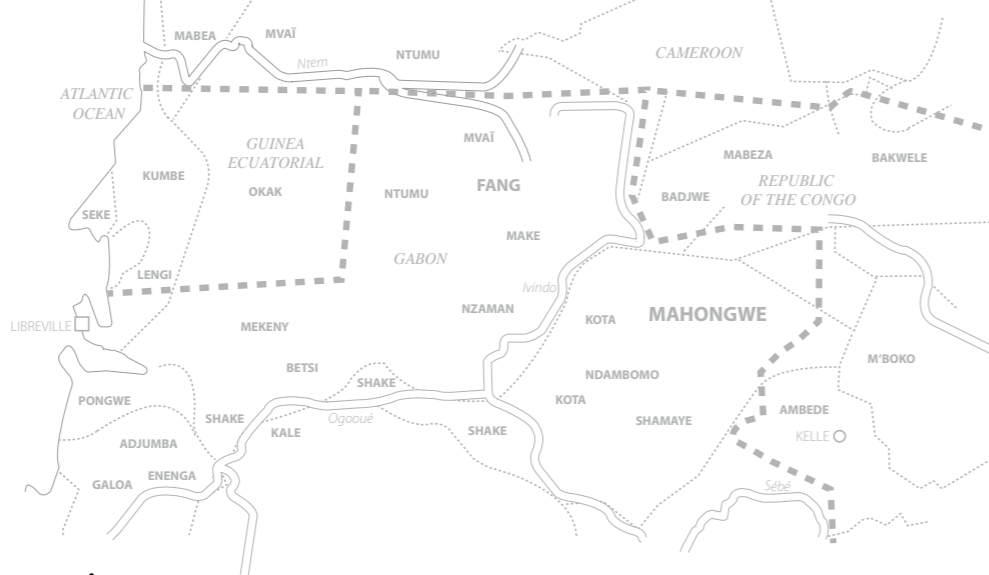 MABEA
MVAÏ
NTUMU
CAMEROON
Ntem
ATLANTIC
OCEAN
GUINEA
ECUATORIAL
MVAÏ
MABEZA
BAKWELE
KUMBE
OKAK
NTUMU
FANG
BADJWE
REPUBLIC
OF THE CONGO
SEKE
MAKE
GABON
LENGI
Ivindo
NZAMAN
LIBREVILLE
MEKENY
KOTA
MAHONGWE
M'BOKO
BETSI
SHAKE
NDAMBOMO
PONGWE
KOTA
SHAKE
Ogooué
KALE
SHAKE
SHAMAYE
AMBEDE
KELLE
ADJUMBA
GALOA
ENENGA
Sébé